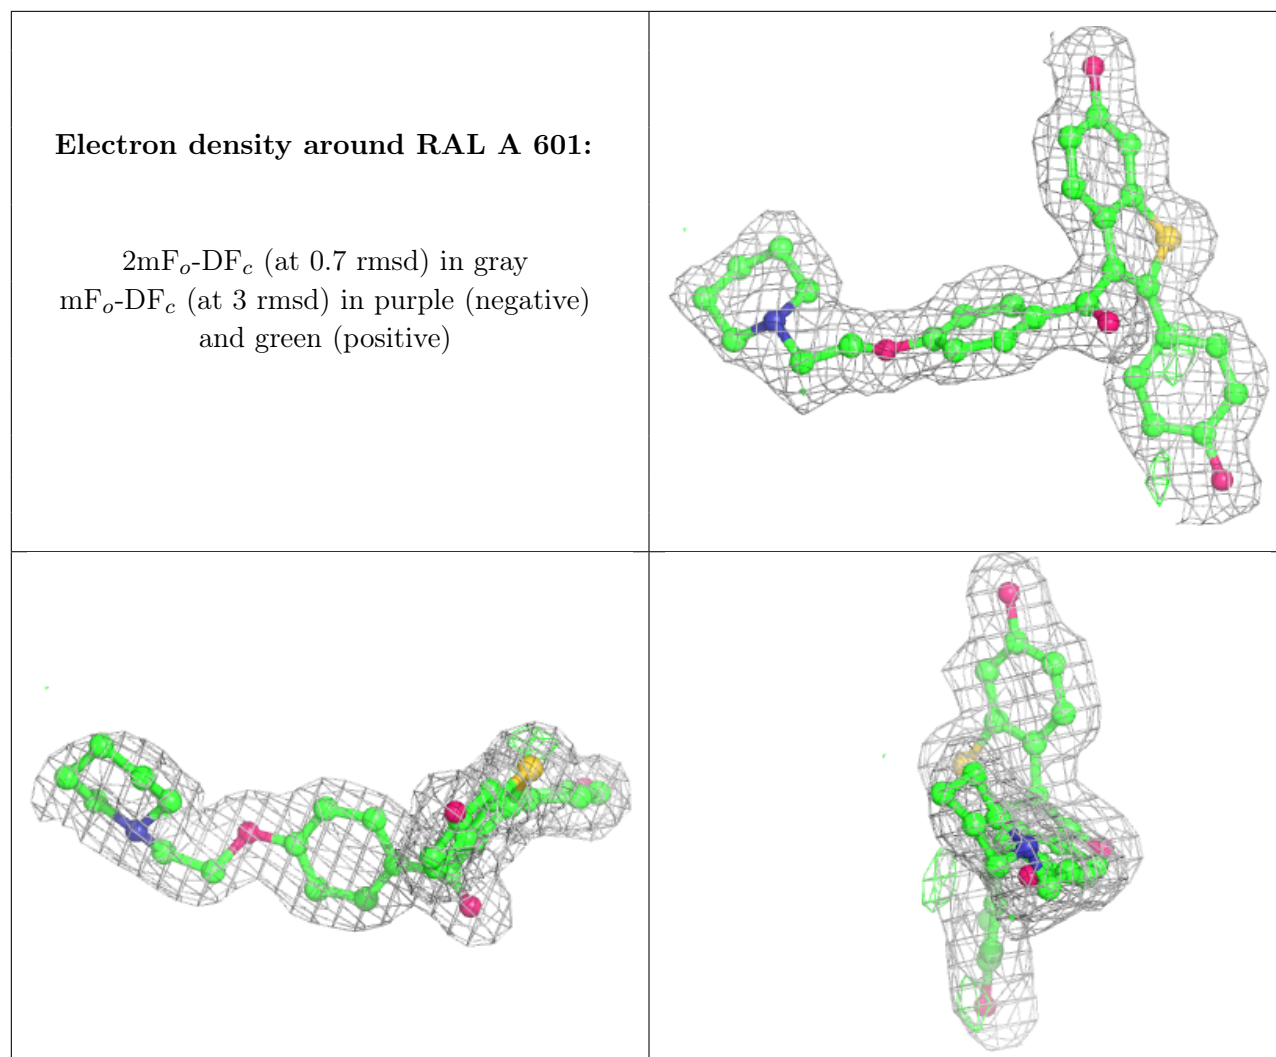 Electron density around RAL A 601:
2mFo-DFc (at 0.7 rmsd) in gray
mFo-DFc (at 3 rmsd) in purple (negative)
and green (positive)